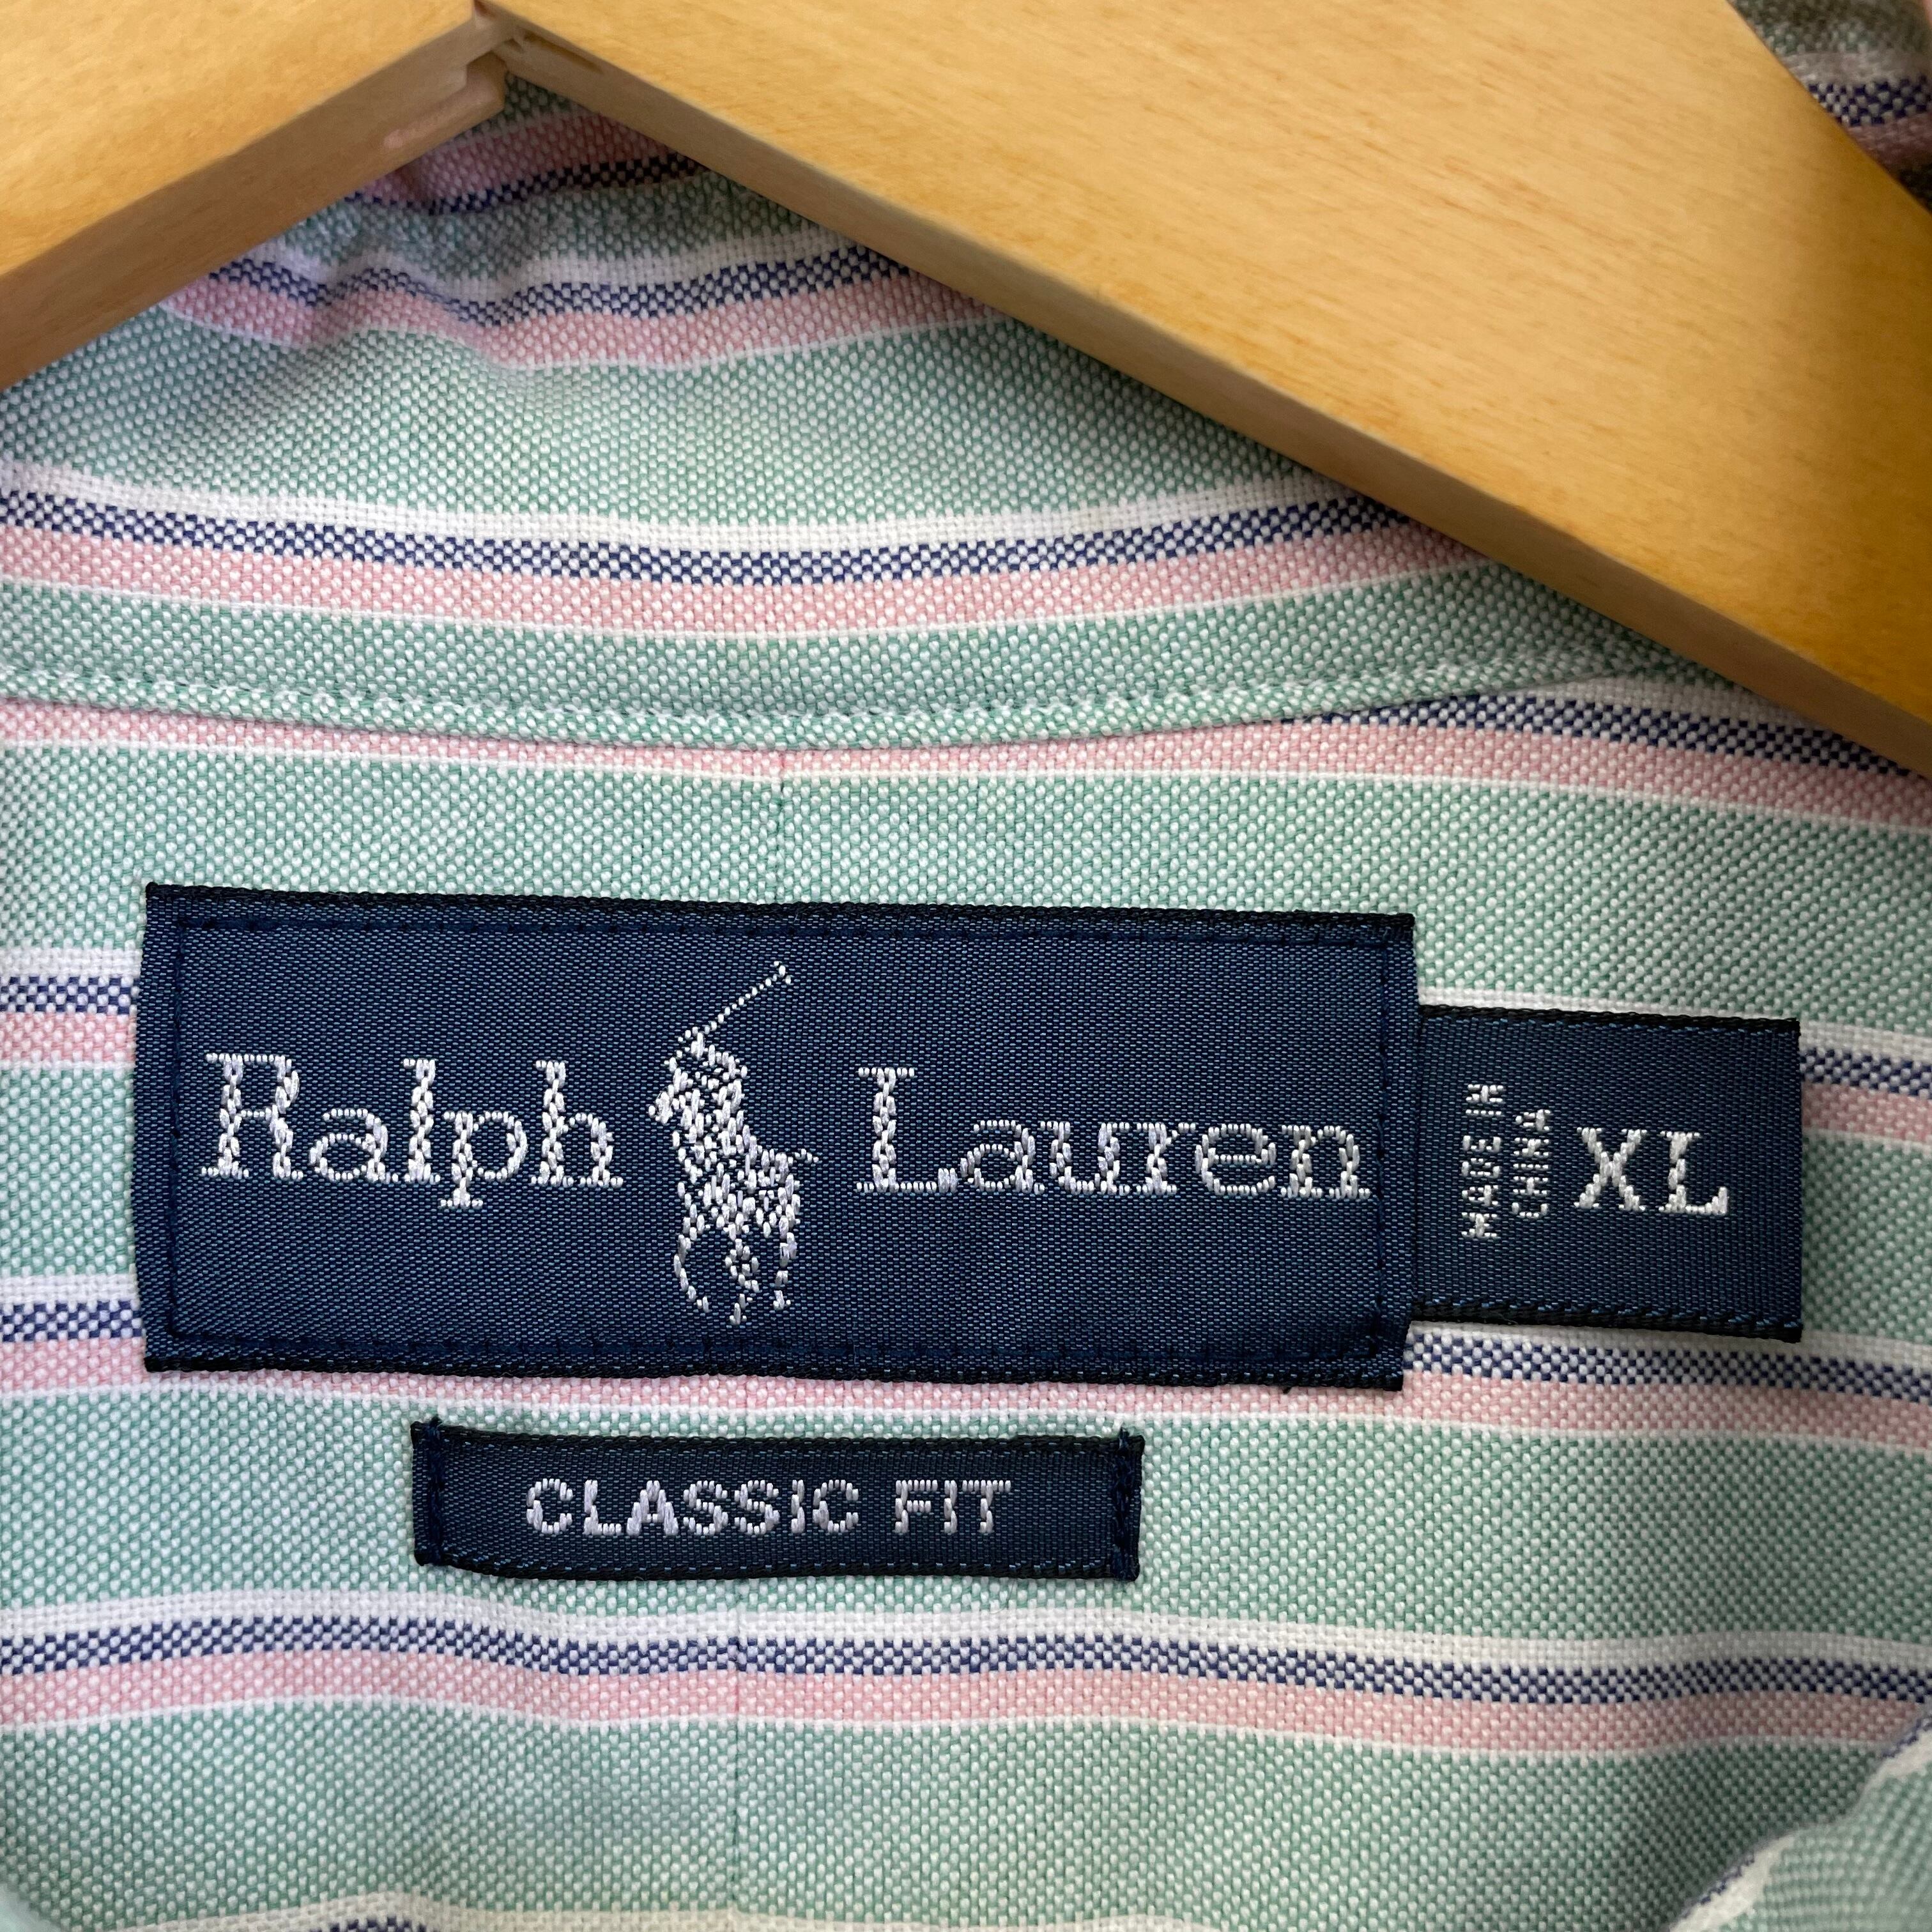 Ralph Lauren
MADE IN
CHINA
XL
CLASSIC FIT